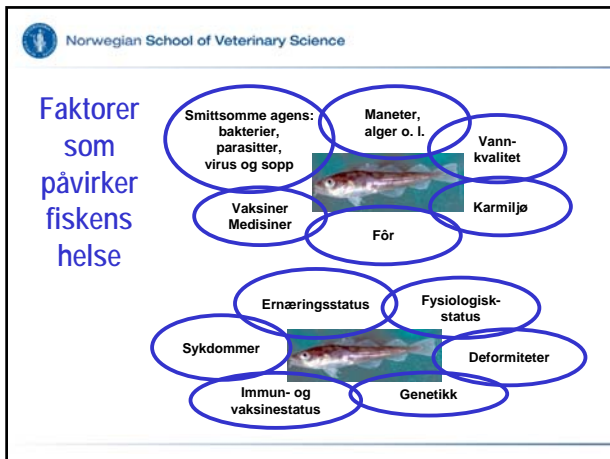 Norwegian School of Veterinary Science
Faktorer
som
påvirker
fiskens
helse
Smittsomme agens:
bakterier,
parasitter,
virus og sopp
Maneter,
alger o. l.
Vann-
kvalitet
Vaksiner
Medisiner
Fôr
Karmiljø
Ernæringsstatus
Fysiologisk-
status
Sykdommer
Deformiteter
Immun- og
vaksinestatus
Genetikk